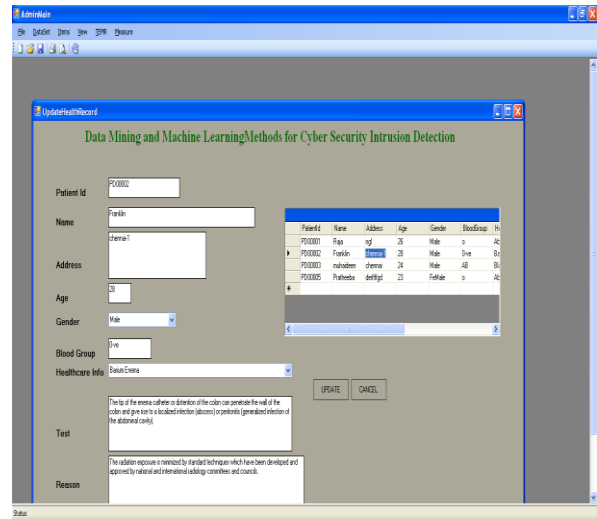 AdminMain
File DataSet Items View TEMR Measure
UpdateHealthRecord
Data Mining and Machine LearningMethods for Cyber Security Intrusion Detection
Patient Id PD00002
Name Franklin
Address chennai-1
Age 28
Gender Male
Blood Group 0-ve
Healthcare Info Barium Enema
Test
The tip of the enema catheter or distention of the colon can penetrate the wall of the
colon and give rise to a localized infection (abscess) or peritonitis (generalized infection of
the abdominal cavity).
Reason
The radiation exposure is minimized by standard techniques which have been developed and
approved by national and international radiology committees and councils.
PatientId Name Address Age Gender BloodGroup
PD00001 Raja ngl 26 Male o
PD00002 Franklin chennai-1 28 Male 0-ve
PD00003 chennai 24 Male AB
PD00005 Pratheeba 23 FeMale o
UPDATE CANCEL
Status: